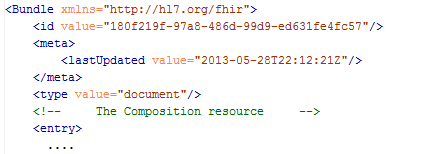 <Bundle xmlns="http://hl7.org/fhir">
<id value="180f219f-97a8-486d-99d9-ed631fe4fc57"/>
<meta>
<lastUpdated value="2013-05-28T22:12:21Z"/>
</meta>
<type value="document"/>
<!-- The Composition resource -->
<entry>
....